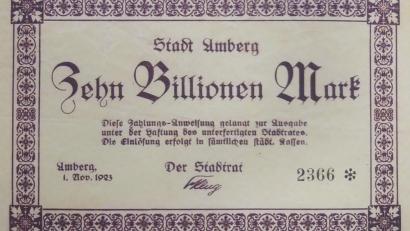 Stadt Amberg
Zehn Billionen Mark
Diese Zahlungs-Anweisung gelangt zur Ausgabe
unter der Haftung des unterfertigten Stadtrates.
Die Einlösung erfolgt in sämtlichen städt. Kassen.
Amberg, Der Stadtrat
1. Nov. 1923 2366 *